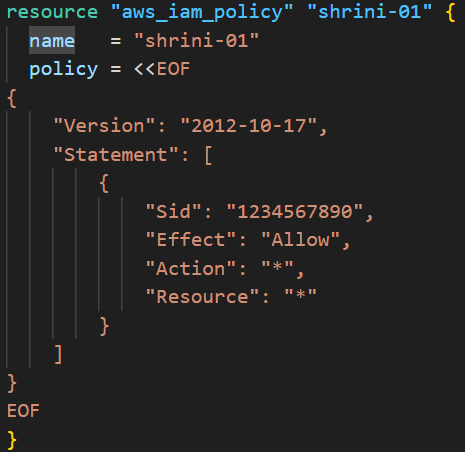 resource "aws_iam_policy" "shrini-01" {
  name   = "shrini-01"
  policy = <<EOF
{
    "Version": "2012-10-17",
    "Statement": [
        {
            "Sid": "1234567890",
            "Effect": "Allow",
            "Action": "*",
            "Resource": "*"
        }
    ]
}
EOF
}